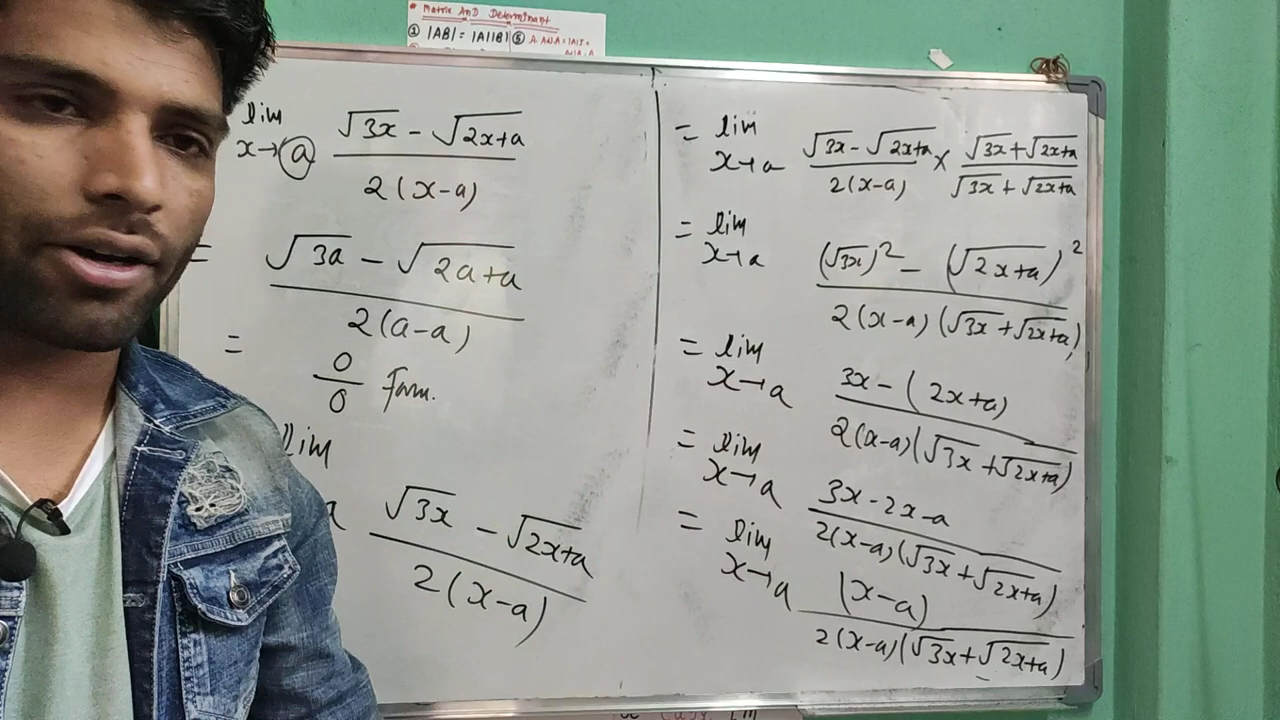 * Matrix And Determinant
① |AB| = |A||B| ⑤ A. Adj.A = |A|I =
lim x→a (√3x - √2x+a) / 2(x-a)
= (√3a - √2a+a) / 2(a-a)
= 0/0 Form.
lim
a (√3x - √2x+a) / 2(x-a)
= lim x→a (√3x - √2x+a) / 2(x-a) × (√3x + √2x+a) / (√3x + √2x+a)
= lim x→a ((√3x)² - (√2x+a)²) / 2(x-a)(√3x + √2x+a)
= lim x→a (3x - (2x+a)) / 2(x-a)(√3x + √2x+a)
= lim x→a (3x - 2x - a) / 2(x-a)(√3x + √2x+a)
= lim x→a (x-a) / 2(x-a)(√3x + √2x+a)